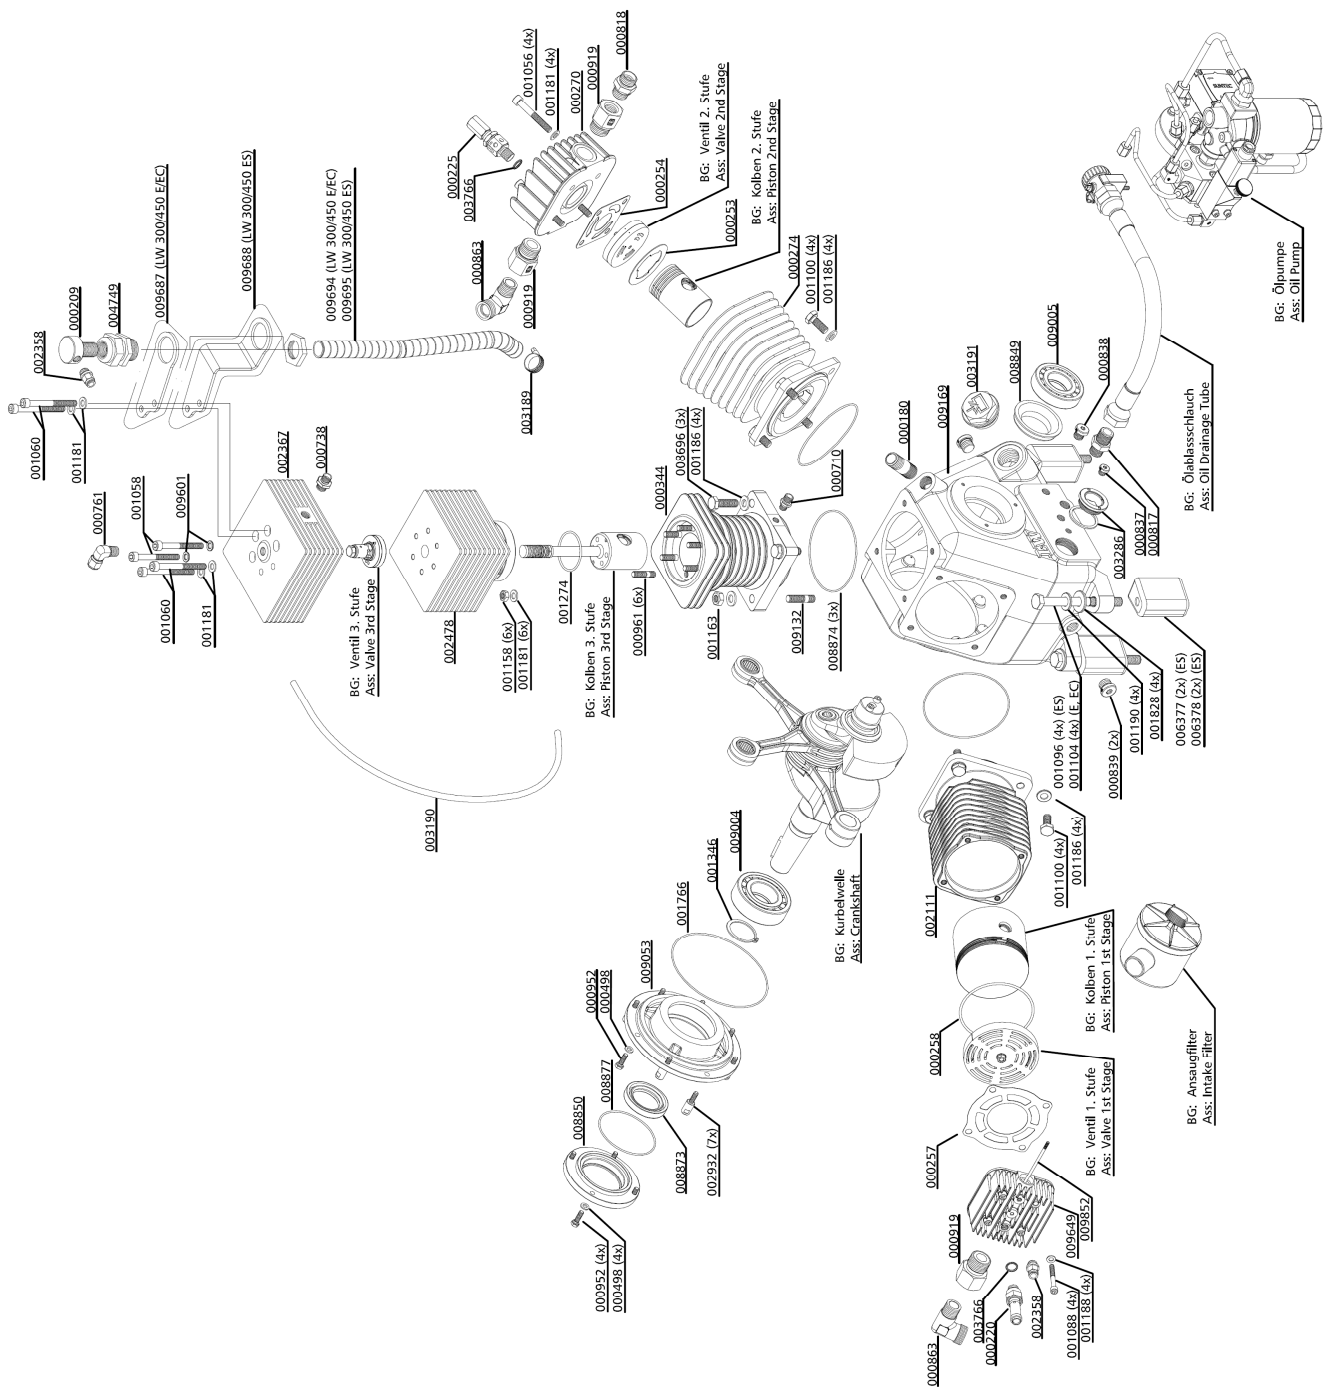 000818
000919
000270
001181 (4x)
001056 (4x)
000225
003766
000863
000919
000254
BG: Ventil 2. Stufe
Ass: Valve 2nd Stage
000253
BG: Kolben 2. Stufe
Ass: Piston 2nd Stage
000274
001100 (4x)
001186 (4x)
009687 (LW 300/450 E/EC)
009688 (LW 300/450 ES)
009694 (LW 300/450 E/EC)
009695 (LW 300/450 ES)
000209
004749
002358
003189
001060
001181
002367
000738
000761
001058
009601
001060
001181
BG: Ventil 3. Stufe
Ass: Valve 3rd Stage
002478
001158 (6x)
001181 (6x)
001274
BG: Kolben 3. Stufe
Ass: Piston 3rd Stage
000961 (6x)
000344
008696 (3x)
001186 (4x)
000710
001163
009132
008874 (3x)
000180
009169
003191
008849
009005
000838
SUNTEC
BG: Ölpumpe
Ass: Oil Pump
BG: Ölablassschlauch
Ass: Oil Drainage Tube
000837
000817
003286
006377 (2x) (ES)
006378 (2x) (ES)
001828 (4x)
001190 (4x)
000839 (2x)
001096 (4x) (ES)
001104 (4x) (E, EC)
003190
009004
001346
001766
009053
000952
000498
008877
008850
008873
002932 (7x)
000952 (4x)
000498 (4x)
BG: Kurbelwelle
Ass: Crankshaft
002111
001100 (4x)
001186 (4x)
BG: Kolben 1. Stufe
Ass: Piston 1st Stage
000258
BG: Ventil 1. Stufe
Ass: Valve 1st Stage
000257
BG: Ansaugfilter
Ass: Intake Filter
009852
009649
000919
003766
000220
002358
001088 (4x)
001188 (4x)
000863